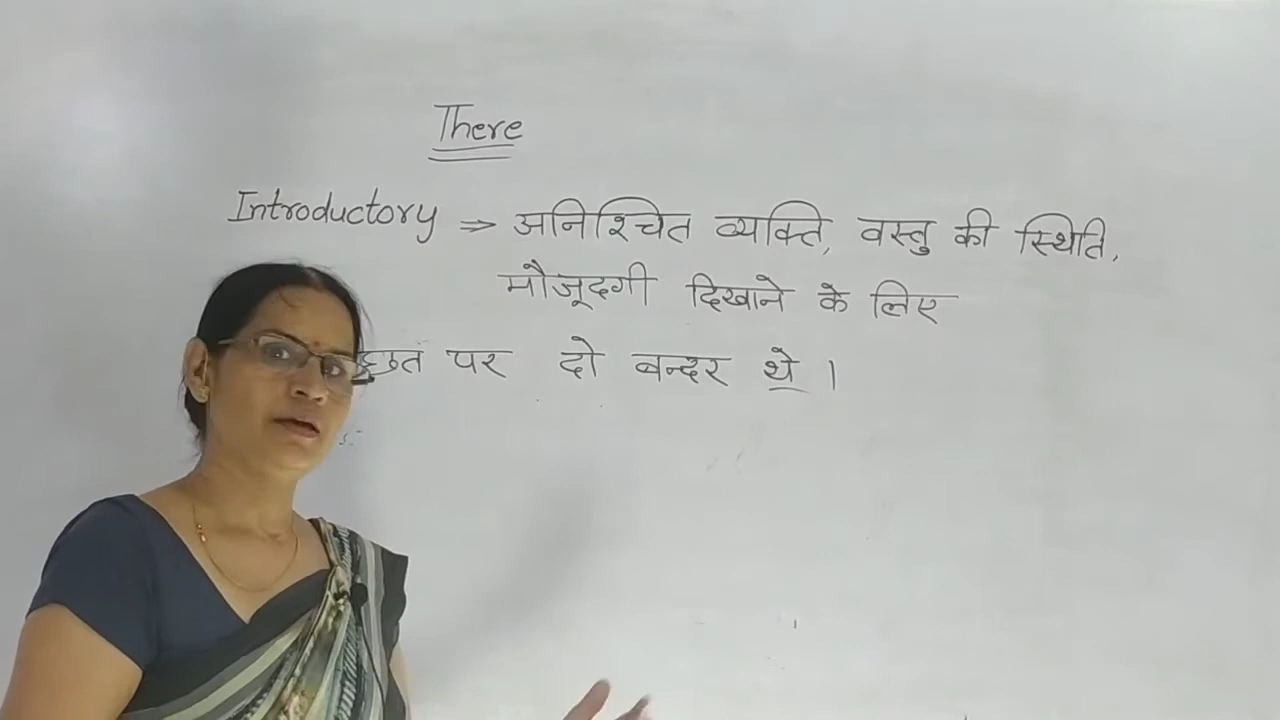 There
Introductory ⇒ अनिश्चित व्यक्ति, वस्तु की स्थिति,
मौजूदगी दिखाने के लिए
छत पर दो बन्दर थे ।